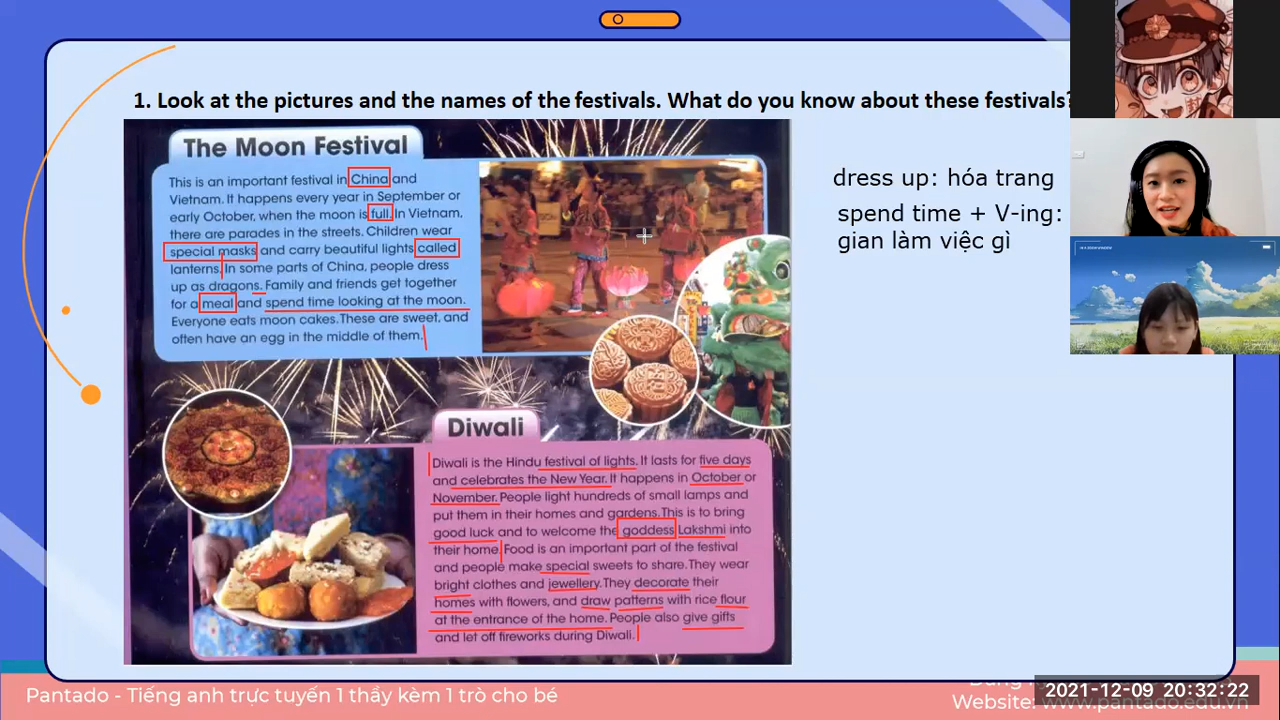 1. Look at the pictures and the names of the festivals. What do you know about these festivals?
The Moon Festival
This is an important festival in China and
Vietnam. It happens every year in September or
early October, when the moon is full. In Vietnam,
there are parades in the streets. Children wear
special masks and carry beautiful lights called
lanterns. In some parts of China, people dress
up as dragons. Family and friends get together
for a meal and spend time looking at the moon.
Everyone eats moon cakes. These are sweet, and
often have an egg in the middle of them.
dress up: hóa trang
spend time + V-ing:
gian làm việc gì
Diwali
Diwali is the Hindu festival of lights. It lasts for five days
and celebrates the New Year. It happens in October or
November. People light hundreds of small lamps and
put them in their homes and gardens. This is to bring
good luck and to welcome the goddess Lakshmi into
their home. Food is an important part of the festival
and people make special sweets to share. They wear
bright clothes and jewellery. They decorate their
homes with flowers, and draw patterns with rice flour
at the entrance of the home. People also give gifts
and let off fireworks during Diwali.
Pantado - Tiếng anh trực tuyến 1 thầy kèm 1 trò cho bé
2021-12-09 20:32:22
Website: www.pantado.edu.vn